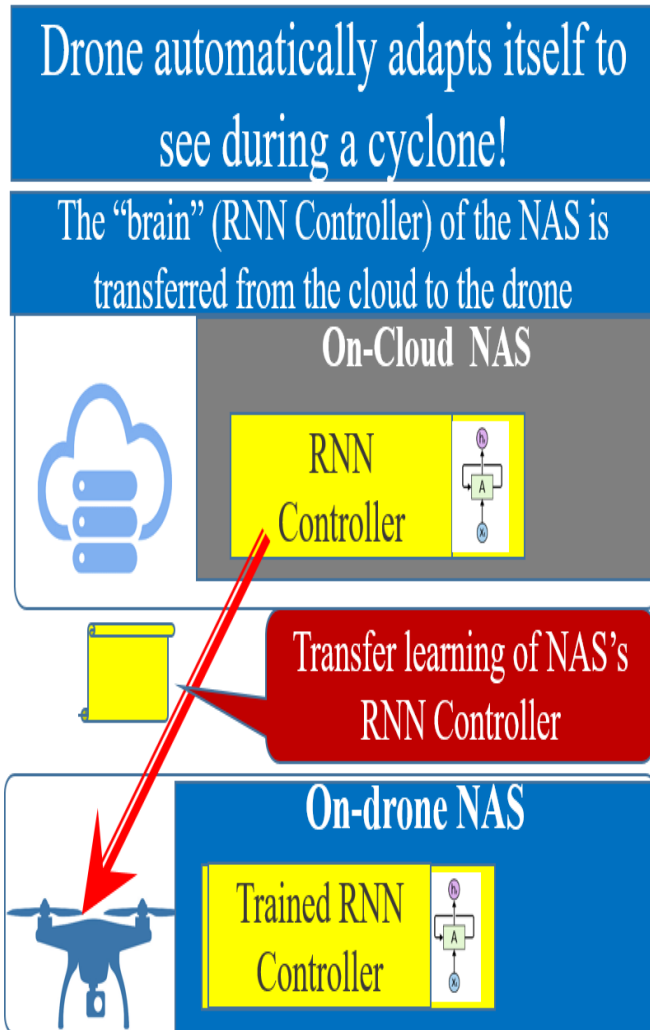 Drone automatically adapts itself to
see during a cyclone!
The “brain” (RNN Controller) of the NAS is
transferred from the cloud to the drone
On-Cloud NAS
RNN
Controller
hₜ
A
Xₜ
Transfer learning of NAS’s
RNN Controller
On-drone NAS
Trained RNN
Controller
A